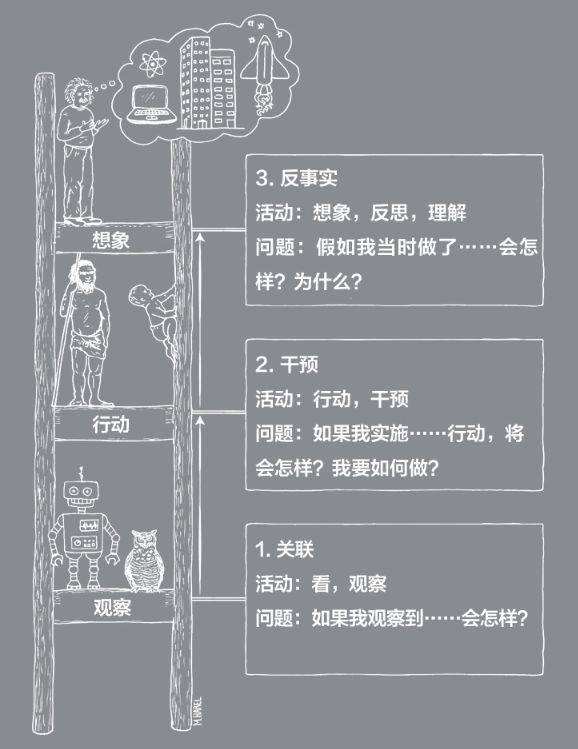 3. 反事实
活动：想象，反思，理解
问题：假如我当时做了……会怎
样？为什么？
想象
2. 干预
活动：行动，干预
问题：如果我实施……行动，将
会怎样？我要如何做？
行动
1. 关联
活动：看，观察
问题：如果我观察到……会怎样？
观察
M.HAREL